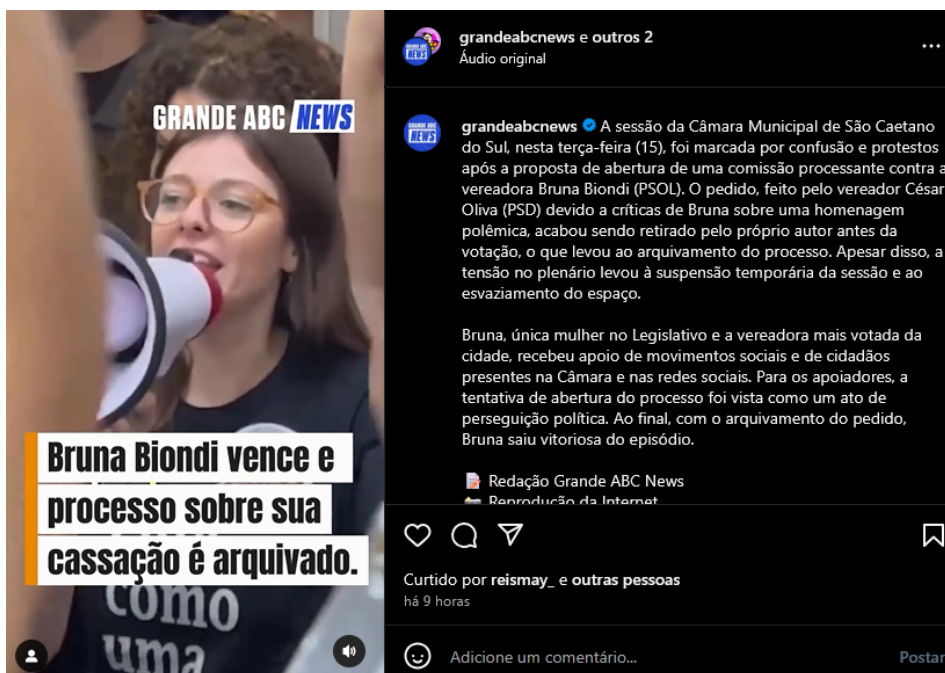 GRANDE ABC NEWS
Bruna Biondi vence e
processo sobre sua
cassação é arquivado.
como
uma
GRANDE ABC
NEWS
grandeabcnews e outros 2
Áudio original
GRANDE ABC
NEWS
grandeabcnews A sessão da Câmara Municipal de São Caetano
do Sul, nesta terça-feira (15), foi marcada por confusão e protestos
após a proposta de abertura de uma comissão processante contra a
vereadora Bruna Biondi (PSOL). O pedido, feito pelo vereador César
Oliva (PSD) devido a críticas de Bruna sobre uma homenagem
polêmica, acabou sendo retirado pelo próprio autor antes da
votação, o que levou ao arquivamento do processo. Apesar disso, a
tensão no plenário levou à suspensão temporária da sessão e ao
esvaziamento do espaço.
Bruna, única mulher no Legislativo e a vereadora mais votada da
cidade, recebeu apoio de movimentos sociais e de cidadãos
presentes na Câmara e nas redes sociais. Para os apoiadores, a
tentativa de abertura do processo foi vista como um ato de
perseguição política. Ao final, com o arquivamento do pedido,
Bruna saiu vitoriosa do episódio.
📝 Redação Grande ABC News
Reprodução da Internet
Curtido por reismay_ e outras pessoas
há 9 horas
Adicione um comentário...
Postar